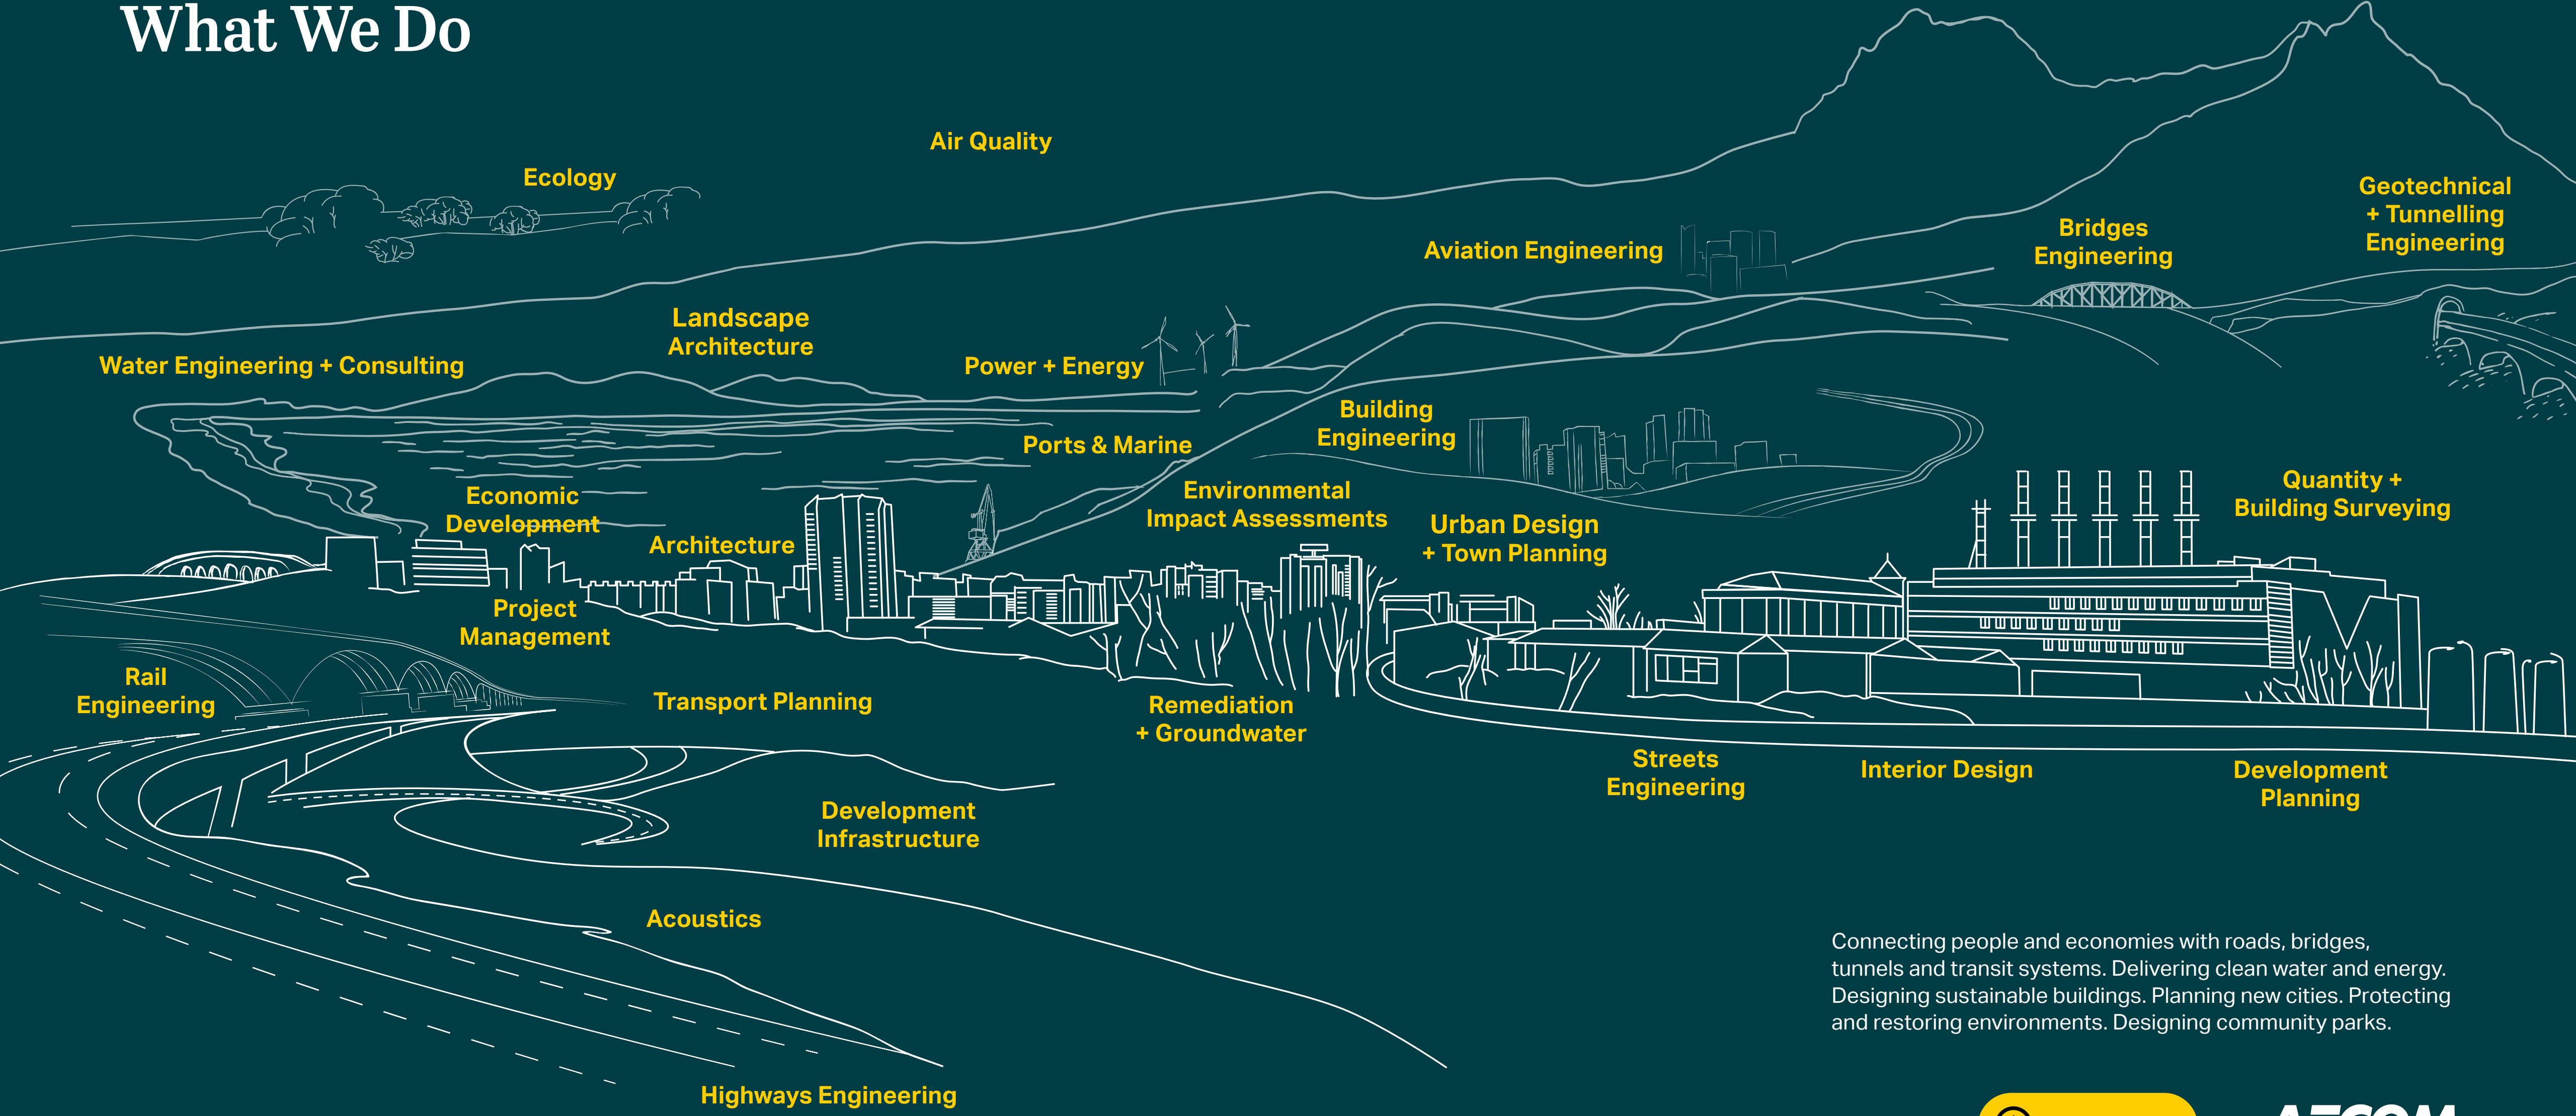 What We Do
Air Quality
Ecology
Geotechnical
+ Tunnelling
Engineering
Bridges
Engineering
Aviation Engineering
Landscape
Architecture
Water Engineering + Consulting
Power + Energy
Building
Engineering
Ports & Marine
Economic
Development
Environmental
Impact Assessments
Quantity +
Building Surveying
Urban Design
+ Town Planning
Architecture
Project
Management
Rail
Engineering
Transport Planning
Remediation
+ Groundwater
Streets
Engineering
Interior Design
Development
Planning
Development
Infrastructure
Acoustics
Connecting people and economies with roads, bridges,
tunnels and transit systems. Delivering clean water and energy.
Designing sustainable buildings. Planning new cities. Protecting
and restoring environments. Designing community parks.
Highways Engineering
AECOM